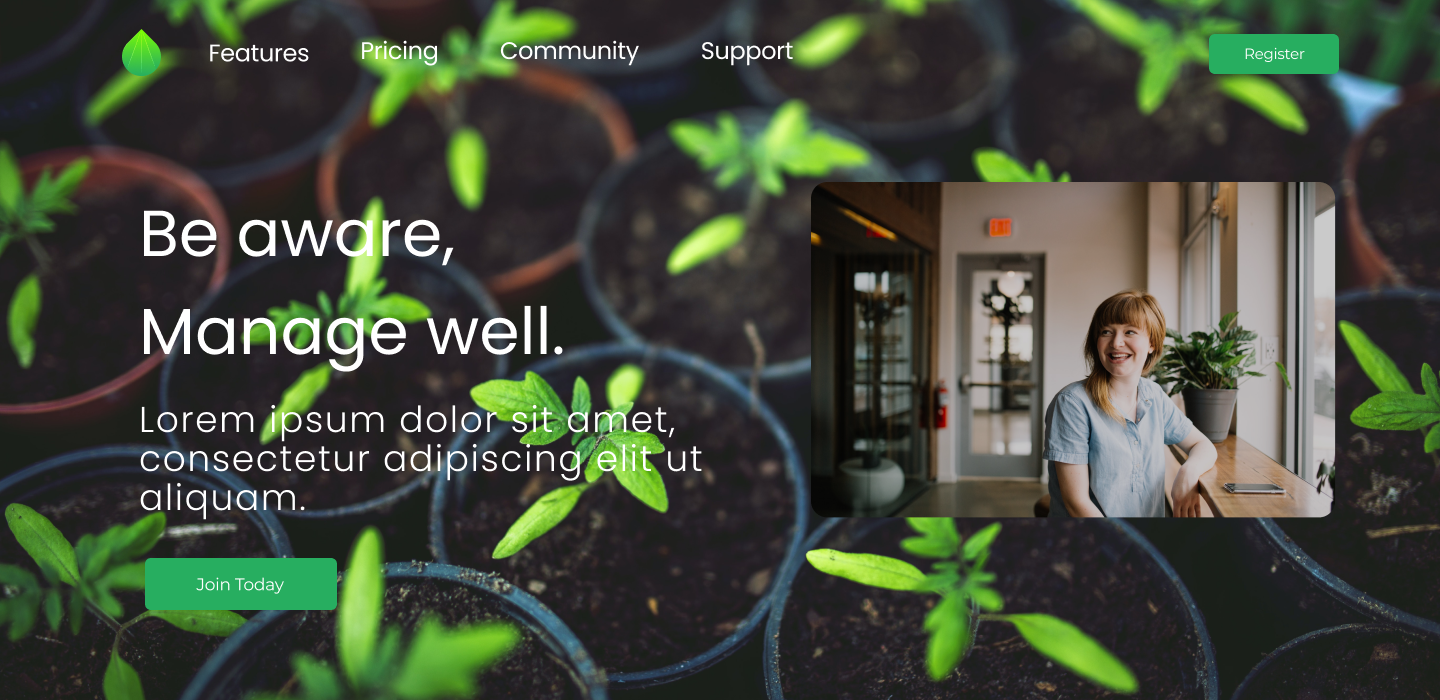 Features
Pricing
Community
Support
Register
Be aware,
Manage well.
Lorem ipsum dolor sit amet,
consectetur adipiscing elit ut
aliquam.
Join Today